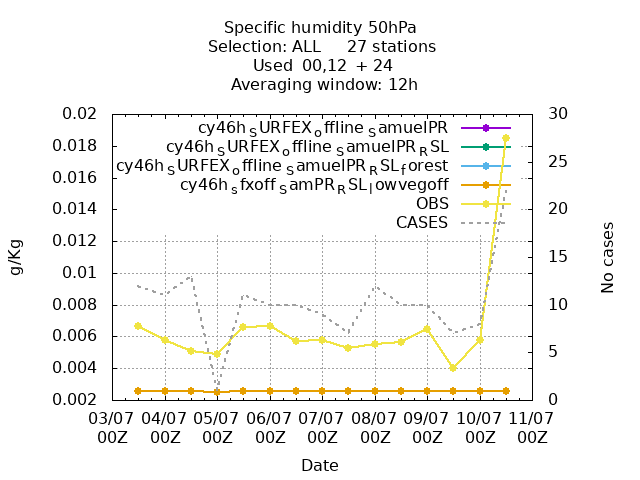 Specific humidity 50hPa
Selection: ALL 27 stations
Used 00,12 + 24
Averaging window: 12h
0.02
0.018
0.016
0.014
0.012
0.01
0.008
0.006
0.004
0.002
g/Kg
cy46h_SURFEX_offline_SamuelPR
cy46h_SURFEX_offline_SamuelPR_RSL
cy46h_SURFEX_offline_SamuelPR_RSL_forest
cy46h_sfxoff_SamPR_RSL_lowvegoff
OBS
CASES
30
25
20
15
10
5
0
No cases
03/07 04/07 05/07 06/07 07/07 08/07 09/07 10/07 11/07
00Z 00Z 00Z 00Z 00Z 00Z 00Z 00Z 00Z
Date